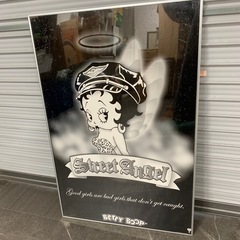 Sweet Angel
Good girls are bad girls that don't get caught.
BETTY BOOP